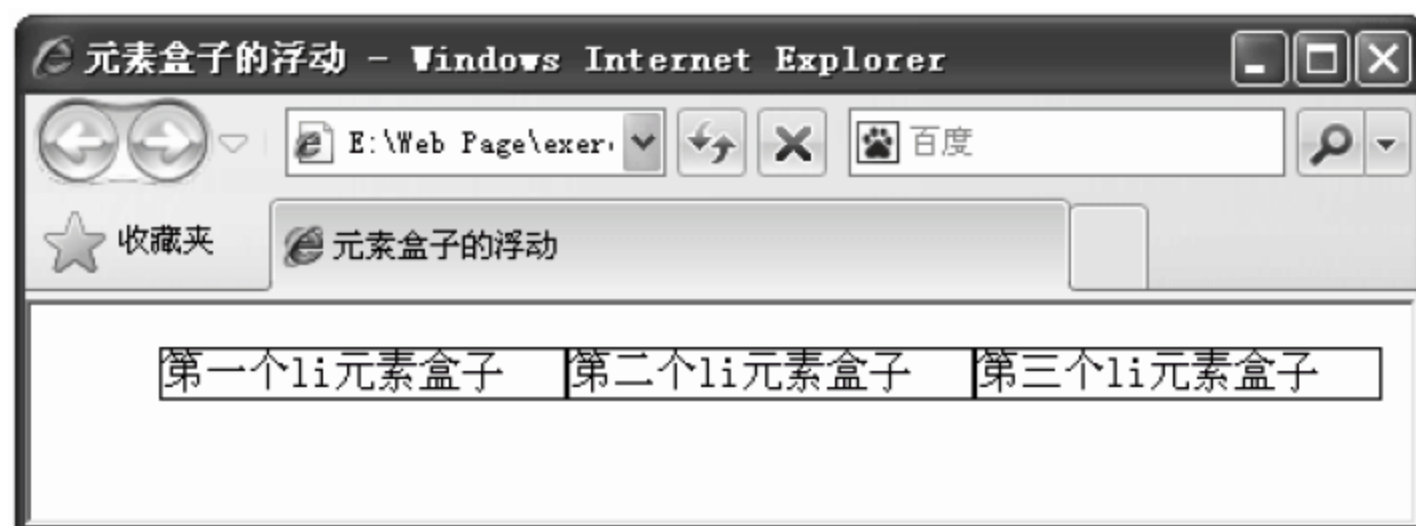 元素盒子的浮动 - Windows Internet Explorer
E:\Web Page\exer
百度
收藏夹
元素盒子的浮动
第一个li元素盒子 第二个li元素盒子 第三个li元素盒子